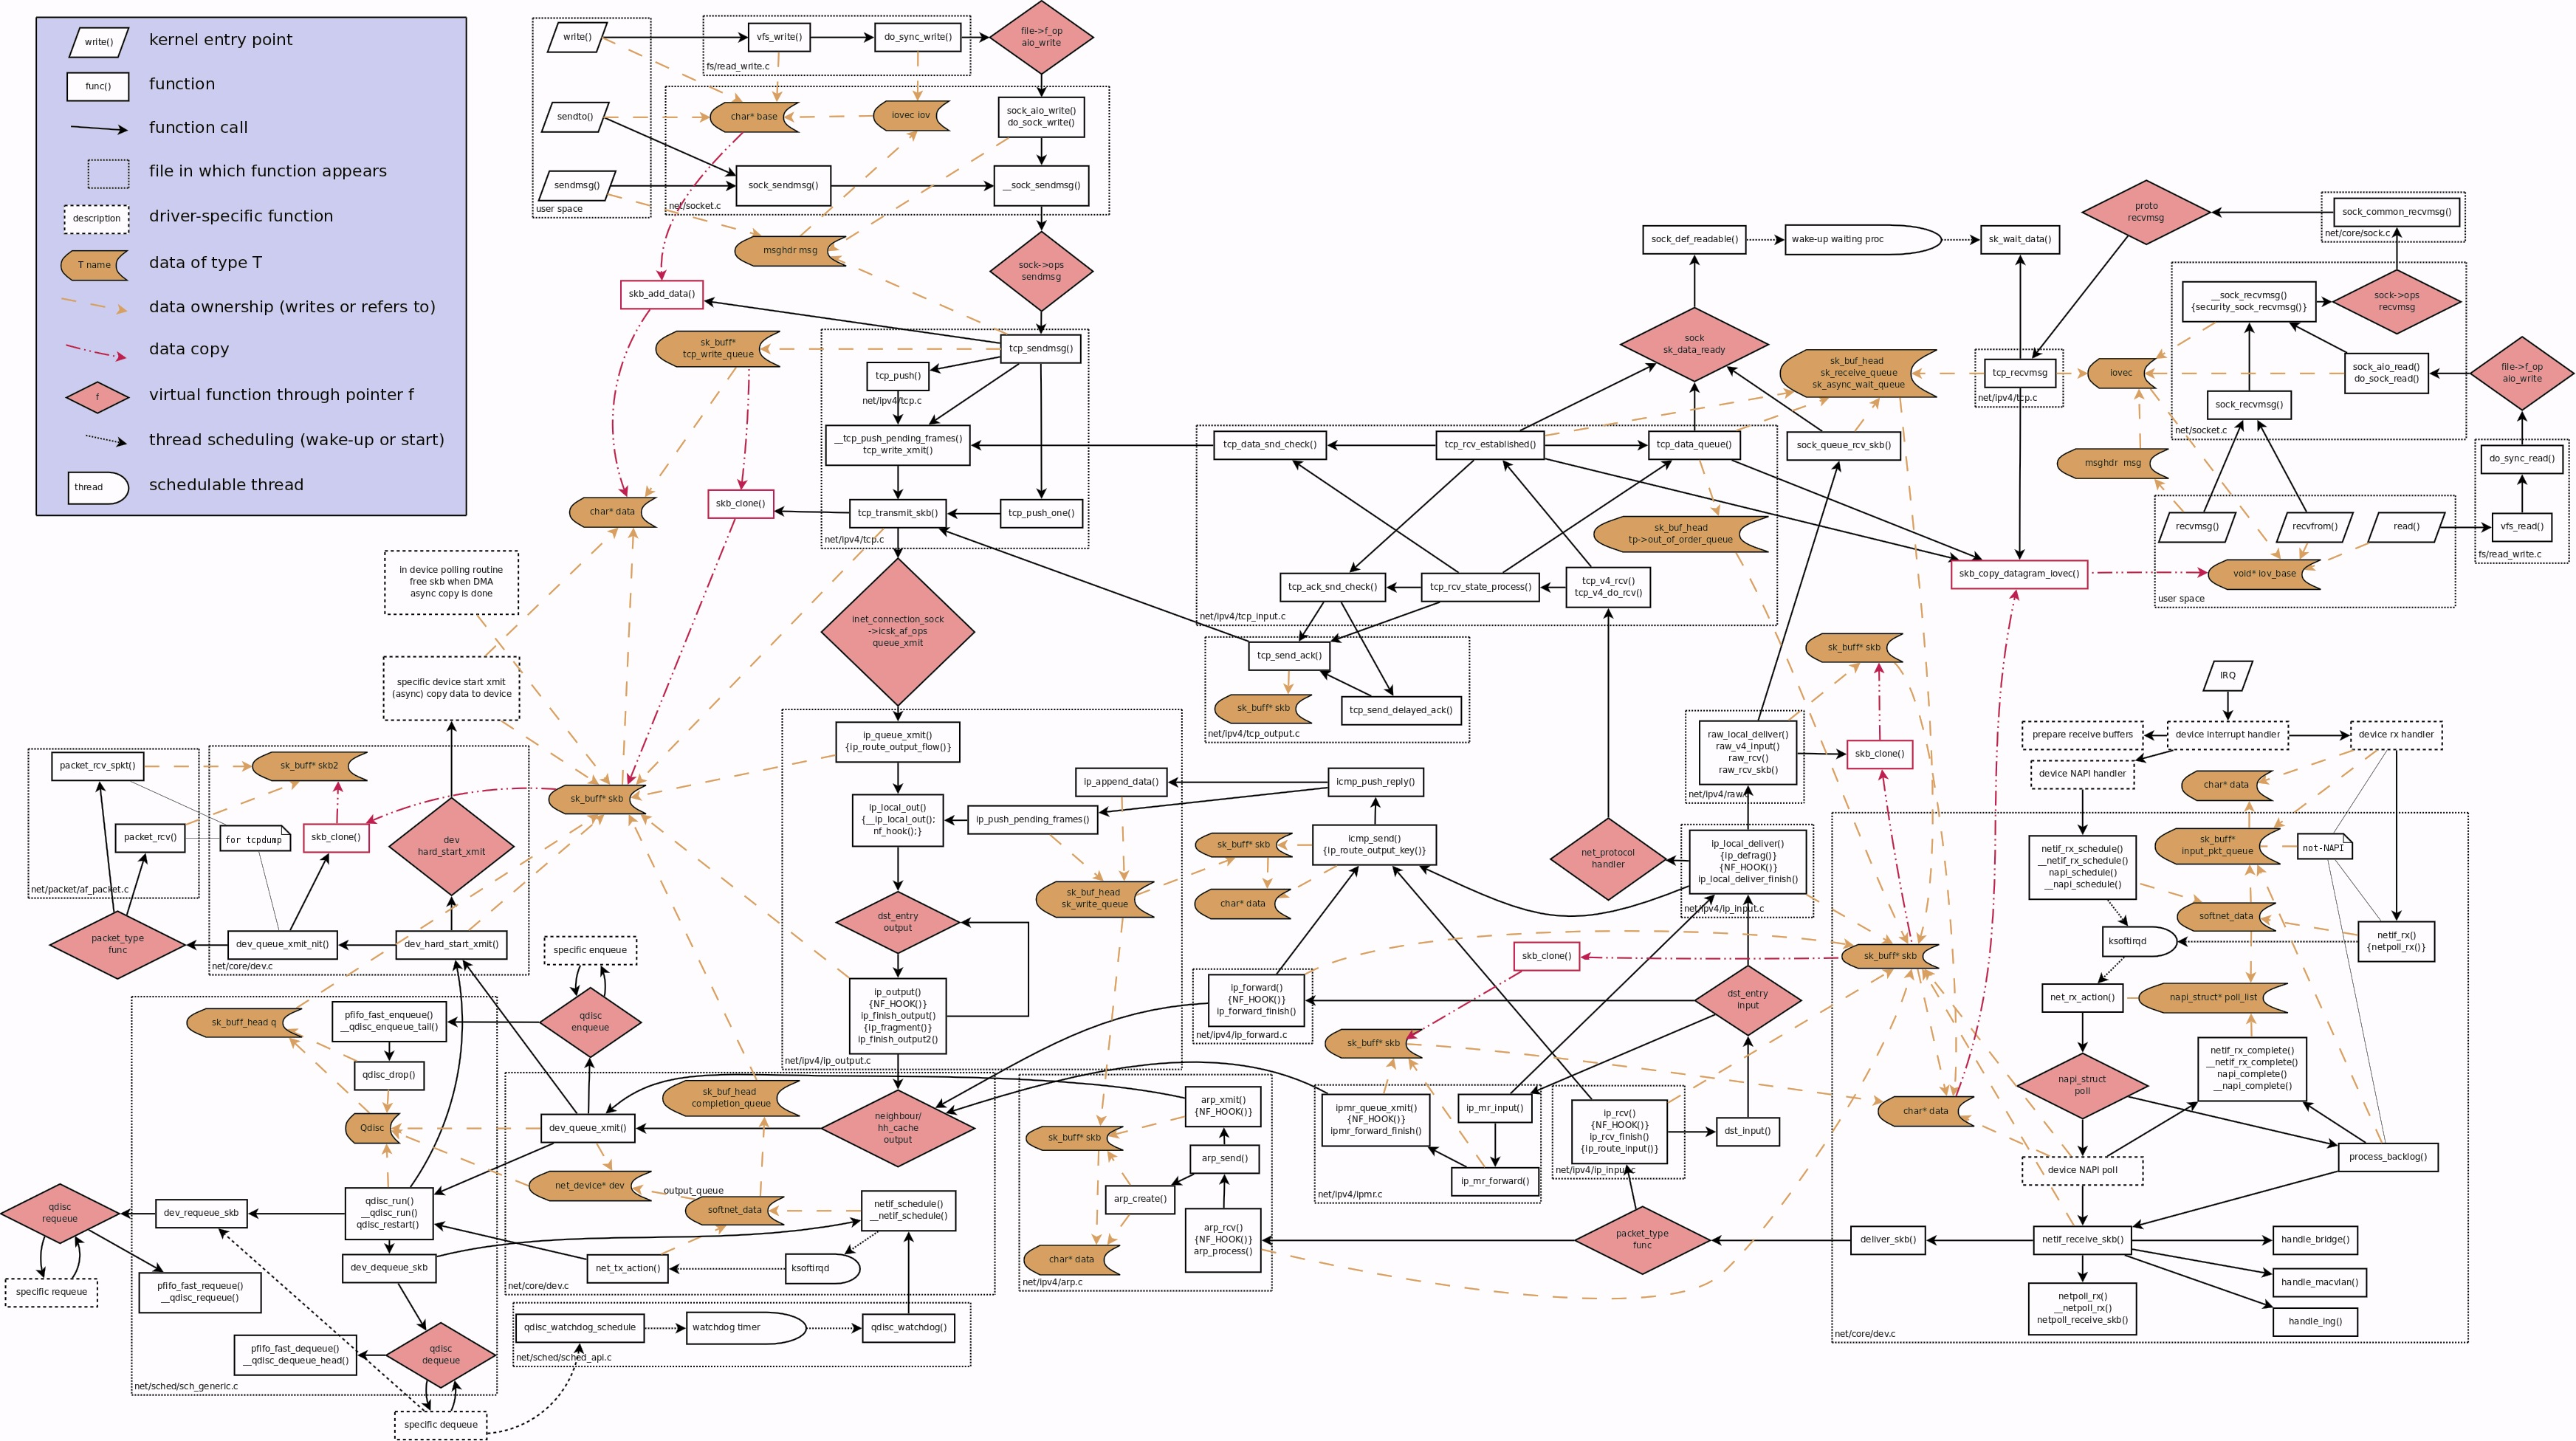 write()
kernel entry point
func()
function
function call
file in which function appears
description
driver-specific function
T name
data of type T
data ownership (writes or refers to)
data copy
f
virtual function through pointer f
thread scheduling (wake-up or start)
thread
schedulable thread
write()
sendto()
sendmsg()
user space
vfs_write()
do_sync_write()
fs/read_write.c
file->f_op
aio_write
char* base
iovec iov
sock_aio_write()
do_sock_write()
sock_sendmsg()
__sock_sendmsg()
net/socket.c
msghdr msg
sock->ops
sendmsg
skb_add_data()
sk_buff*
tcp_write_queue
tcp_sendmsg()
tcp_push()
net/ipv4/tcp.c
__tcp_push_pending_frames()
tcp_write_xmit()
tcp_transmit_skb()
tcp_push_one()
net/ipv4/tcp.c
skb_clone()
char* data
in device polling routine
free skb when DMA
async copy is done
specific device start xmit
(async) copy data to device
inet_connection_sock
->icsk_af_ops
queue_xmit
sock_def_readable()
wake-up waiting proc
sk_wait_data()
proto
recvmsg
sock_common_recvmsg()
net/core/sock.c
__sock_recvmsg()
{security_sock_recvmsg()}
sock->ops
recvmsg
sock
sk_data_ready
sk_buf_head
sk_receive_queue
sk_async_wait_queue
tcp_recvmsg
net/ipv4/tcp.c
iovec
sock_aio_read()
do_sock_read()
file->f_op
aio_write
sock_recvmsg()
net/socket.c
tcp_data_snd_check()
tcp_rcv_established()
tcp_data_queue()
sock_queue_rcv_skb()
msghdr  msg
do_sync_read()
recvmsg()
recvfrom()
read()
vfs_read()
fs/read_write.c
sk_buf_head
tp->out_of_order_queue
skb_copy_datagram_iovec()
void* iov_base
user space
tcp_ack_snd_check()
tcp_rcv_state_process()
tcp_v4_rcv()
tcp_v4_do_rcv()
net/ipv4/tcp_input.c
tcp_send_ack()
sk_buff* skb
tcp_send_delayed_ack()
net/ipv4/tcp_output.c
sk_buff* skb
IRQ
packet_rcv_spkt()
packet_rcv()
net/packet/af_packet.c
sk_buff* skb2
for tcpdump
skb_clone()
dev
hard_start_xmit
sk_buff* skb
packet_type
func
dev_queue_xmit_nit()
dev_hard_start_xmit()
net/core/dev.c
ip_queue_xmit()
{ip_route_output_flow()}
ip_local_out()
{__ip_local_out();
nf_hook();}
ip_append_data()
ip_push_pending_frames()
sk_buf_head
sk_write_queue
dst_entry
output
ip_output()
{NF_HOOK()}
ip_finish_output()
{ip_fragment()}
ip_finish_output2()
net/ipv4/ip_output.c
icmp_push_reply()
icmp_send()
{ip_route_output_key()}
sk_buff* skb
char* data
net_protocol
handler
raw_local_deliver()
raw_v4_input()
raw_rcv()
raw_rcv_skb()
net/ipv4/raw
skb_clone()
ip_local_deliver()
{ip_defrag()}
{NF_HOOK()}
ip_local_deliver_finish()
net/ipv4/ip_input.c
prepare receive buffers
device interrupt handler
device rx handler
device NAPI handler
char* data
netif_rx_schedule()
__netif_rx_schedule()
napi_schedule()
__napi_schedule()
sk_buff*
input_pkt_queue
not-NAPI
softnet_data
ksoftirqd
netif_rx()
{netpoll_rx()}
net_rx_action()
napi_struct* poll_list
netif_rx_complete()
__netif_rx_complete()
napi_complete()
__napi_complete()
napi_struct
poll
device NAPI poll
process_backlog()
deliver_skb()
netif_receive_skb()
handle_bridge()
handle_macvlan()
handle_ing()
netpoll_rx()
__netpoll_rx()
netpoll_receive_skb()
net/core/dev.c
skb_clone()
sk_buff* skb
ip_forward()
{NF_HOOK()}
ip_forward_finish()
net/ipv4/ip_forward.c
dst_entry
input
sk_buff* skb
char* data
ipmr_queue_xmit()
{NF_HOOK()}
ipmr_forward_finish()
ip_mr_input()
ip_mr_forward()
net/ipv4/ipmr.c
ip_rcv()
{NF_HOOK()}
ip_rcv_finish()
{ip_route_input()}
net/ipv4/ip_input.c
dst_input()
packet_type
func
arp_xmit()
{NF_HOOK()}
sk_buff* skb
arp_send()
arp_create()
arp_rcv()
{NF_HOOK()}
arp_process()
char* data
net/ipv4/arp.c
specific enqueue
qdisc
enqueue
sk_buff_head q
pfifo_fast_enqueue()
__qdisc_enqueue_tail()
qdisc_drop()
Qdisc
sk_buf_head
completion_queue
dev_queue_xmit()
neighbour/
hh_cache
output
net_device* dev
output_queue
softnet_data
netif_schedule()
__netif_schedule()
net_tx_action()
ksoftirqd
net/core/dev.c
qdisc
requeue
dev_requeue_skb
qdisc_run()
__qdisc_run()
qdisc_restart()
dev_dequeue_skb
specific requeue
pfifo_fast_requeue()
__qdisc_requeue()
pfifo_fast_dequeue()
__qdisc_dequeue_head()
qdisc
dequeue
net/sched/sch_generic.c
specific dequeue
qdisc_watchdog_schedule
watchdog timer
qdisc_watchdog()
net/sched/sched_api.c